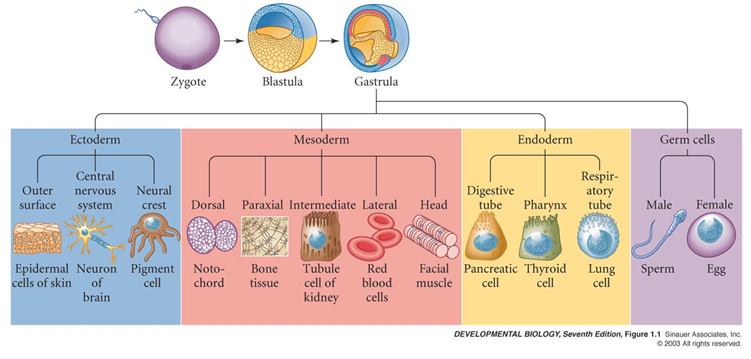 Zygote
Blastula
Gastrula
Ectoderm
Mesoderm
Endoderm
Germ cells
Outer
surface
Central
nervous
system
Neural
crest
Dorsal
Paraxial
Intermediate
Lateral
Head
Digestive
tube
Pharynx
Respir-
atory
tube
Male
Female
Epidermal
cells of skin
Neuron
of
brain
Pigment
cell
Noto-
chord
Bone
tissue
Tubule
cell of
kidney
Red
blood
cells
Facial
muscle
Pancreatic
cell
Thyroid
cell
Lung
cell
Sperm
Egg
DEVELOPMENTAL BIOLOGY, Seventh Edition, Figure 1.1 Sinauer Associates, Inc.
© 2003 All rights reserved.